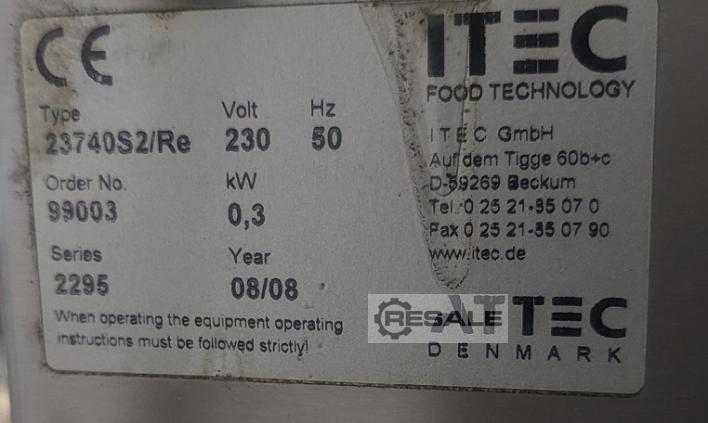 CE
ITEC
FOOD TECHNOLOGY
Type Volt Hz
23740S2/Re 230 50
Order No. kW
99003 0,3
Series Year
2295 08/08
When operating the equipment operating
instructions must be followed strictly!
ITEC GmbH
Auf dem Tigge 60b+c
D-59269 Beckum
Tel. 0 25 21-85 07 0
Fax 0 25 21-85 07 90
www.itec.de
RESALE
ATTEC
DENMARK